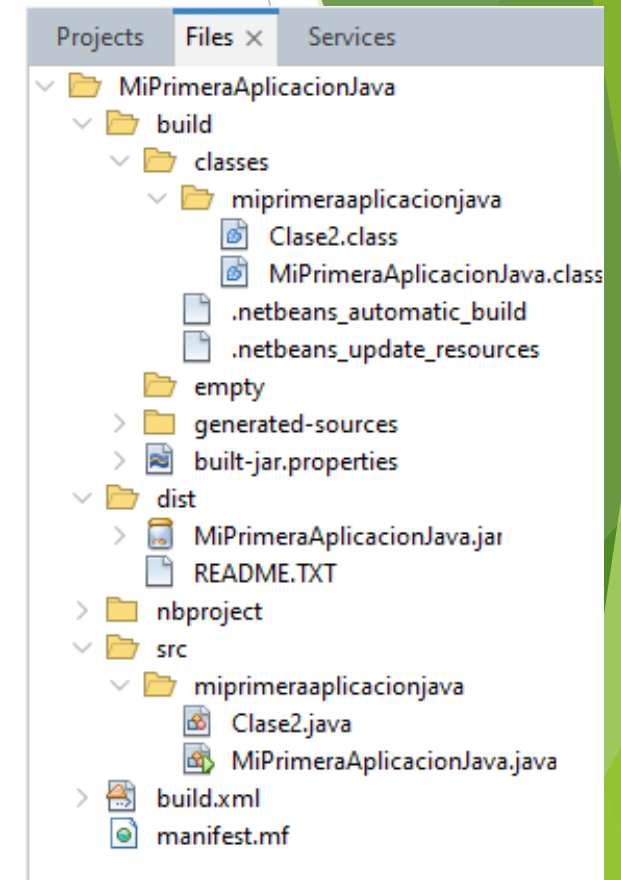 Projects Files × Services
MiPrimeraAplicacionJava
build
classes
miprimeraaplicacionjava
Clase2.class
MiPrimeraAplicacionJava.class
.netbeans_automatic_build
.netbeans_update_resources
empty
generated-sources
built-jar.properties
dist
MiPrimeraAplicacionJava.jar
README.TXT
nbproject
src
miprimeraaplicacionjava
Clase2.java
MiPrimeraAplicacionJava.java
build.xml
manifest.mf